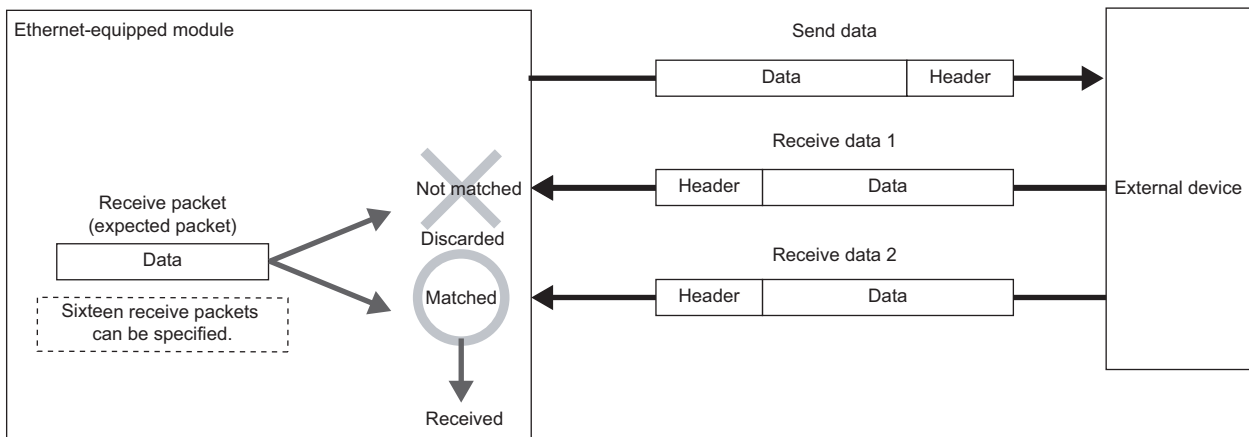 Ethernet-equipped module
Send data
Data
Header
Receive data 1
Header
Data
Not matched
Discarded
External device
Receive packet
(expected packet)
Data
Sixteen receive packets
can be specified.
Receive data 2
Header
Data
Matched
Received